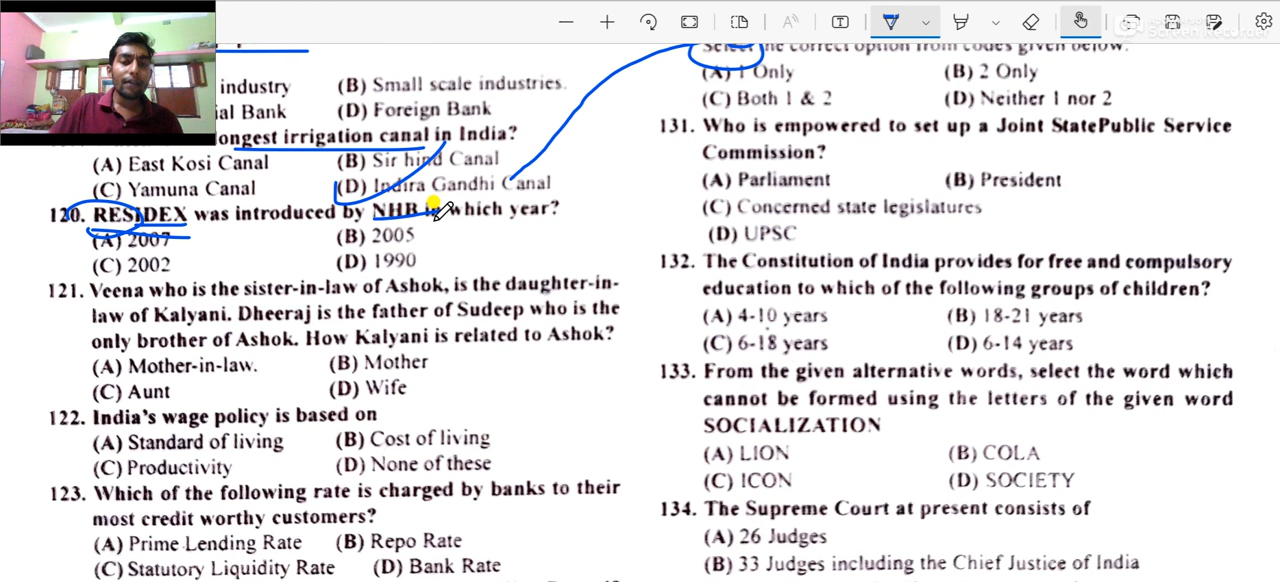 industry (B) Small scale industries.
ial Bank (D) Foreign Bank
ongest irrigation canal in India?
(A) East Kosi Canal (B) Sir hind Canal
(C) Yamuna Canal (D) Indira Gandhi Canal
120. RESIDEX was introduced by NHB in which year?
(A) 2007 (B) 2005
(C) 2002 (D) 1990
121. Veena who is the sister-in-law of Ashok, is the daughter-in-
law of Kalyani. Dheeraj is the father of Sudeep who is the
only brother of Ashok. How Kalyani is related to Ashok?
(A) Mother-in-law. (B) Mother
(C) Aunt (D) Wife
122. India's wage policy is based on
(A) Standard of living (B) Cost of living
(C) Productivity (D) None of these
123. Which of the following rate is charged by banks to their
most credit worthy customers?
(A) Prime Lending Rate (B) Repo Rate
(C) Statutory Liquidity Rate (D) Bank Rate
Select the correct option from codes given below.
(A) 1 Only (B) 2 Only
(C) Both 1 & 2 (D) Neither 1 nor 2
131. Who is empowered to set up a Joint StatePublic Service
Commission?
(A) Parliament (B) President
(C) Concerned state legislatures
(D) UPSC
132. The Constitution of India provides for free and compulsory
education to which of the following groups of children?
(A) 4-10 years (B) 18-21 years
(C) 6-18 years (D) 6-14 years
133. From the given alternative words, select the word which
cannot be formed using the letters of the given word
SOCIALIZATION
(A) LION (B) COLA
(C) ICON (D) SOCIETY
134. The Supreme Court at present consists of
(A) 26 Judges
(B) 33 Judges including the Chief Justice of India